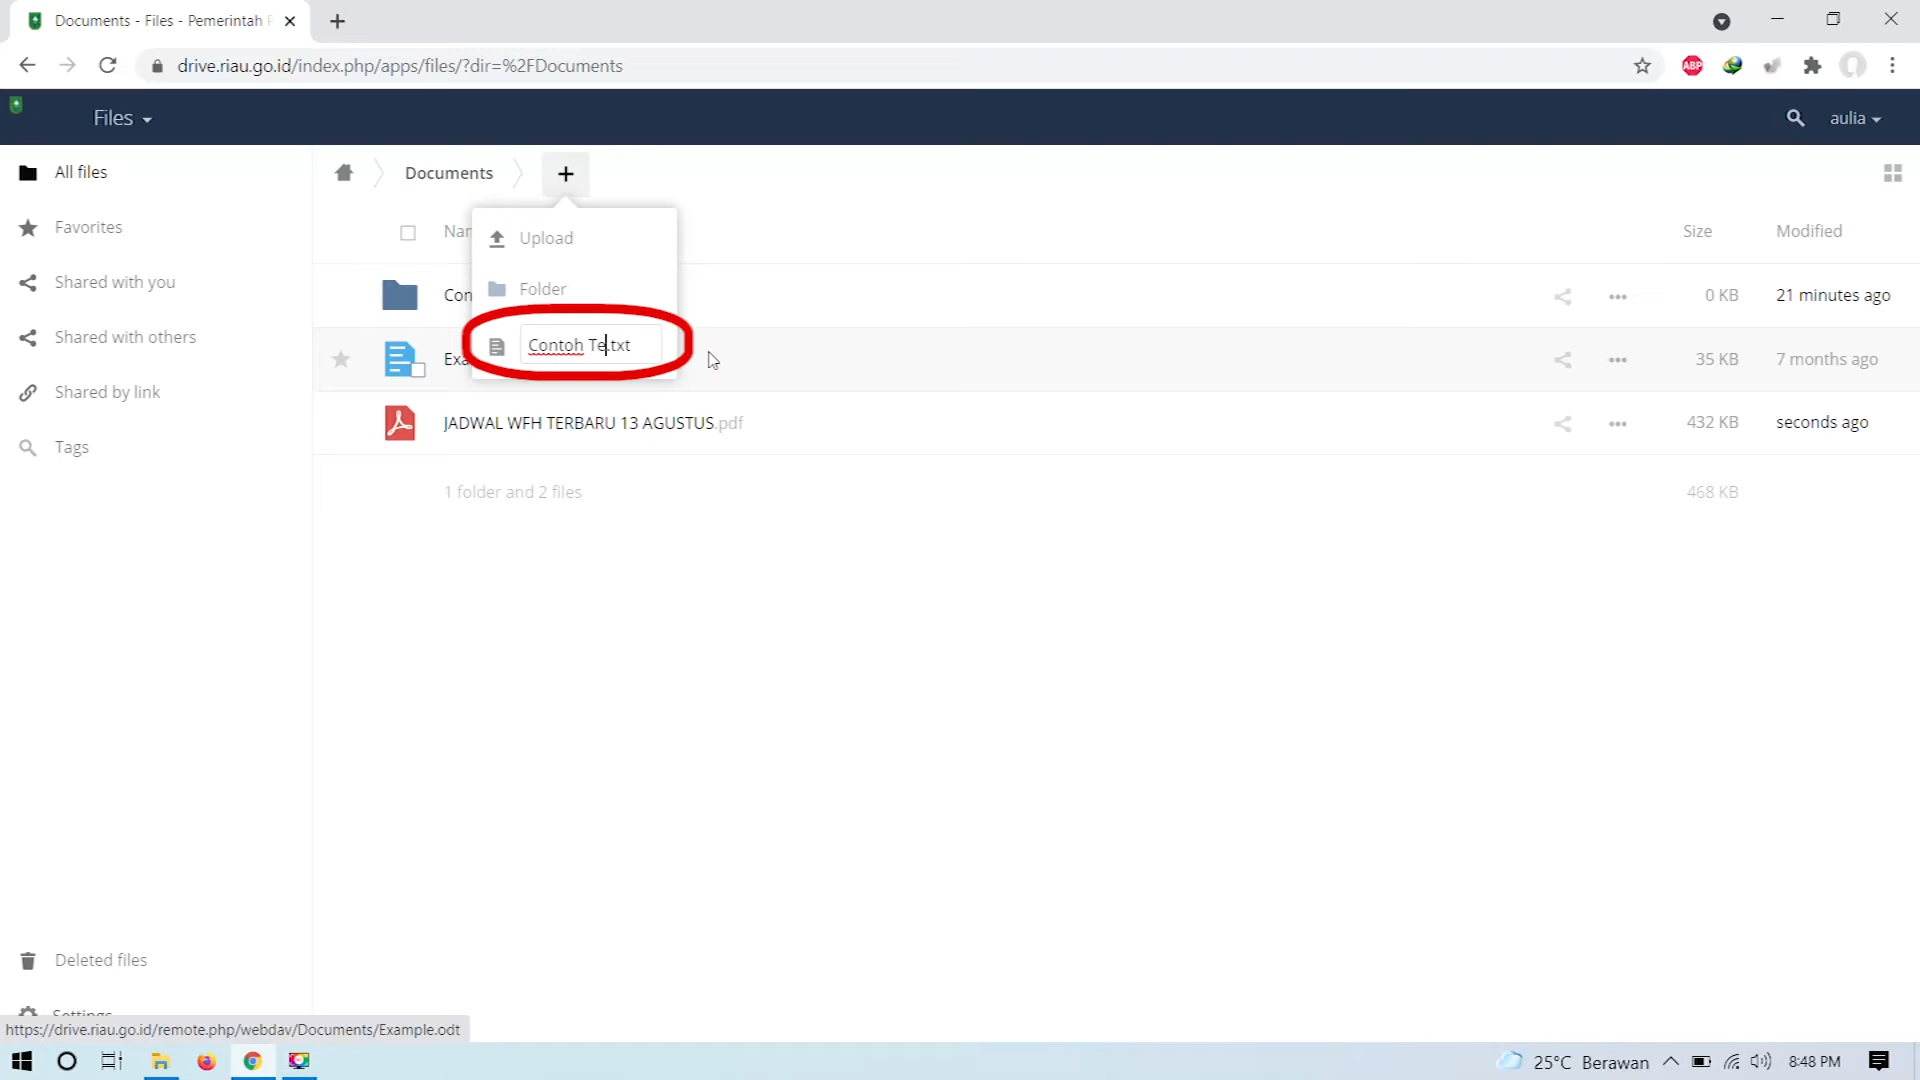 Documents - Files - Pemerintah P
drive.riau.go.id/index.php/apps/files/?dir=%2FDocuments
ABP
Files
aulia
All files
Documents
Favorites
Upload
Nan
Size
Modified
Shared with you
Folder
Con
0 KB
21 minutes ago
Shared with others
Contoh Te.txt
Exa
35 KB
7 months ago
Shared by link
JADWAL WFH TERBARU 13 AGUSTUS.pdf
432 KB
seconds ago
Tags
1 folder and 2 files
468 KB
Deleted files
Settings
https://drive.riau.go.id/remote.php/webdav/Documents/Example.odt
25°C Berawan
8:48 PM